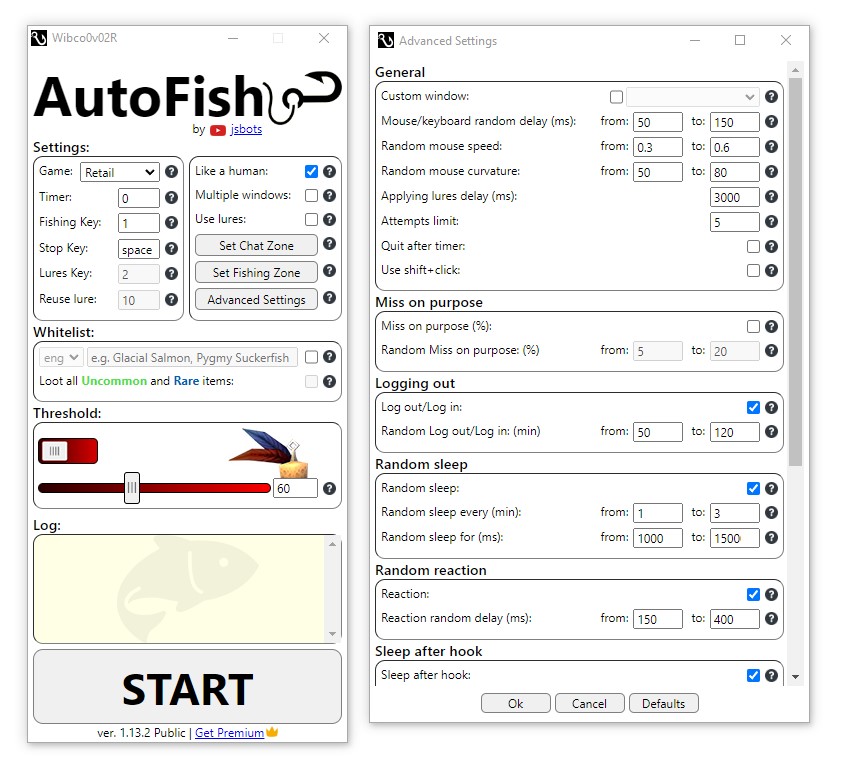 Wibco0v02R
AutoFish
by jsbots
Settings:
Game: Retail ?
Timer: 0 ?
Fishing Key: 1 ?
Stop Key: space ?
Lures Key: 2 ?
Reuse lure: 10 ?
Like a human: ?
Multiple windows: ?
Use lures: ?
Set Chat Zone ?
Set Fishing Zone ?
Advanced Settings ?
Whitelist:
eng e.g. Glacial Salmon, Pygmy Suckerfish ?
Loot all Uncommon and Rare items: ?
Threshold:
60 ?
Log:
START
ver. 1.13.2 Public | Get Premium
Advanced Settings
General
Custom window: ?
Mouse/keyboard random delay (ms): from: 50 to: 150 ?
Random mouse speed: from: 0.3 to: 0.6 ?
Random mouse curvature: from: 50 to: 80 ?
Applying lures delay (ms): 3000 ?
Attempts limit: 5 ?
Quit after timer: ?
Use shift+click: ?
Miss on purpose
Miss on purpose (%): ?
Random Miss on purpose: (%) from: 5 to: 20 ?
Logging out
Log out/Log in: ?
Random Log out/Log in: (min) from: 50 to: 120 ?
Random sleep
Random sleep: ?
Random sleep every (min): from: 1 to: 3 ?
Random sleep for (ms): from: 1000 to: 1500 ?
Random reaction
Reaction: ?
Reaction random delay (ms): from: 150 to: 400 ?
Sleep after hook
Sleep after hook: ?
Ok Cancel Defaults